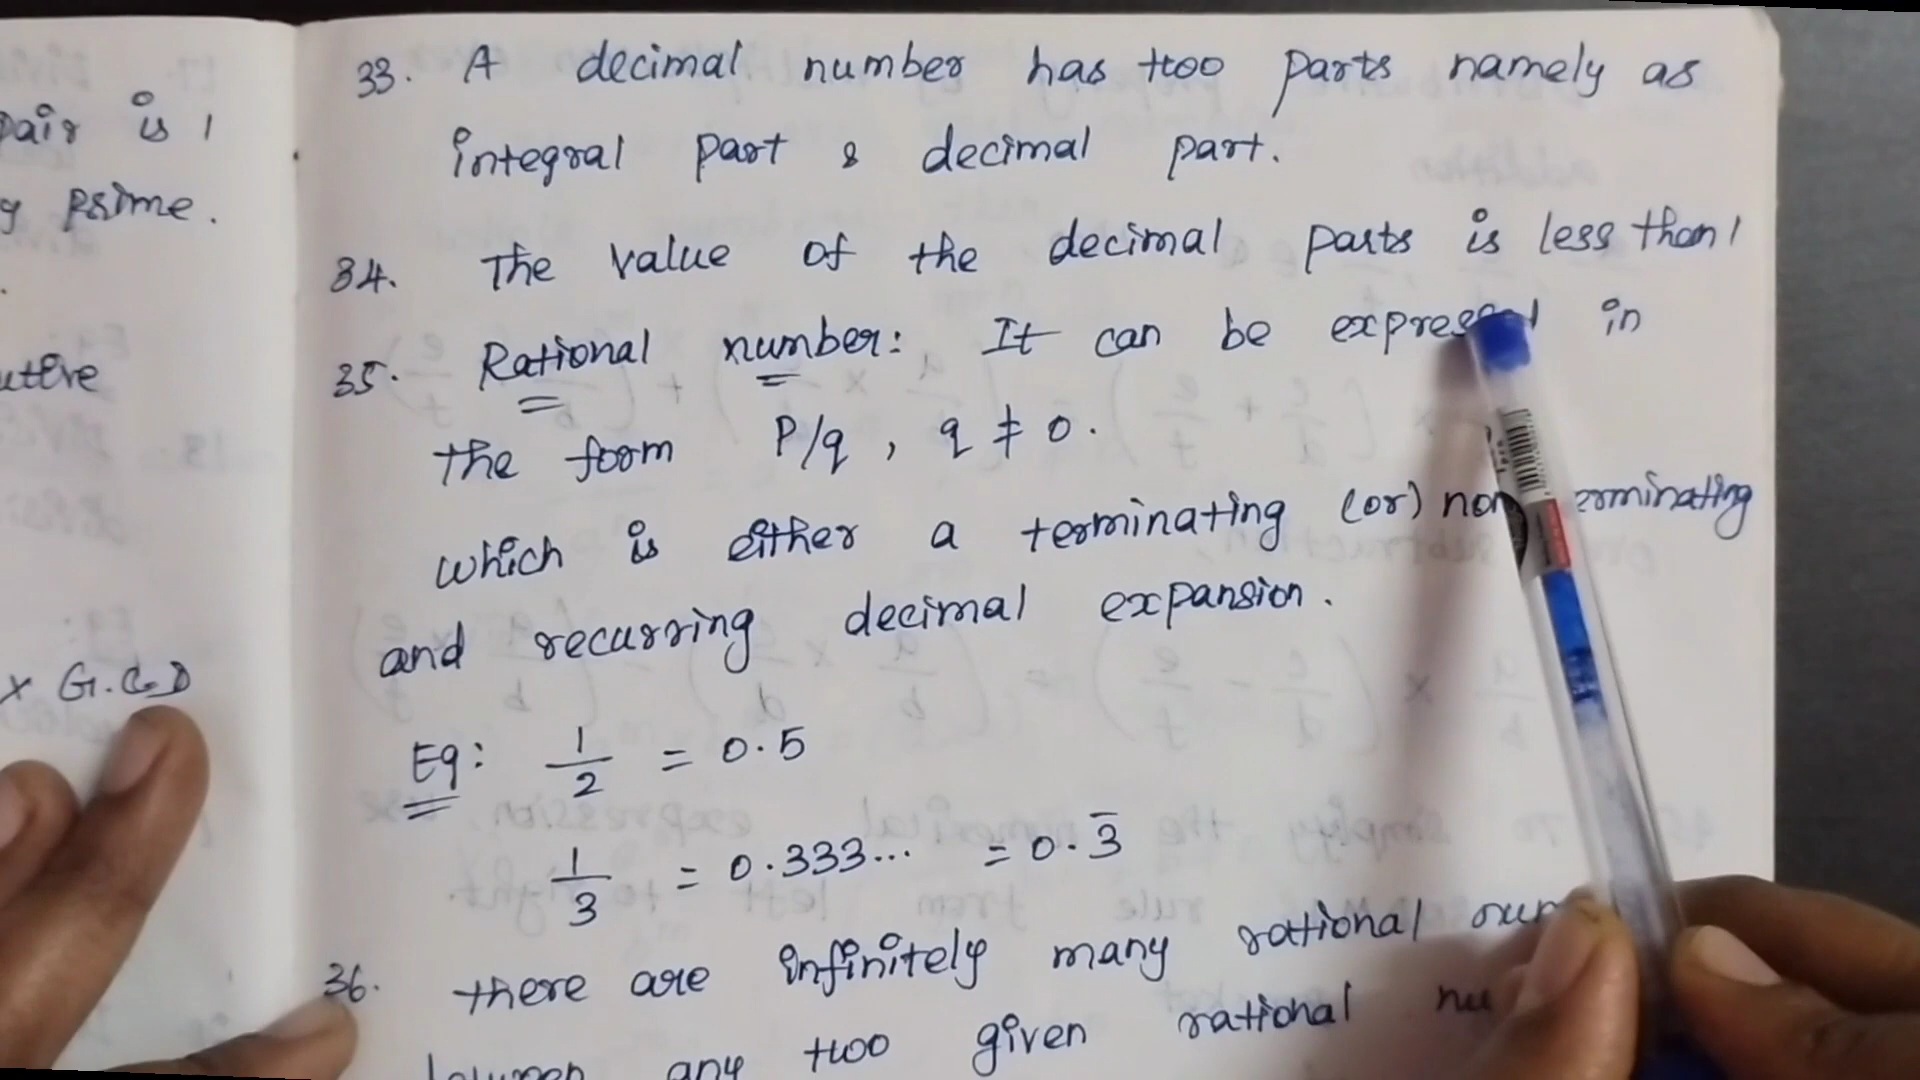 pair is 1
prime.
x G.C.D
33. A decimal number has two parts namely as
integral part & decimal part.
34. The value of the decimal parts is less than 1
35. Rational number: It can be expressed in
the form P/q, q ≠ 0.
which is either a terminating (or) non terminating
and recurring decimal expansion.
Eg: 1/2 = 0.5
1/3 = 0.333... = 0.3̅
36. there are infinitely many rational
any two given rational